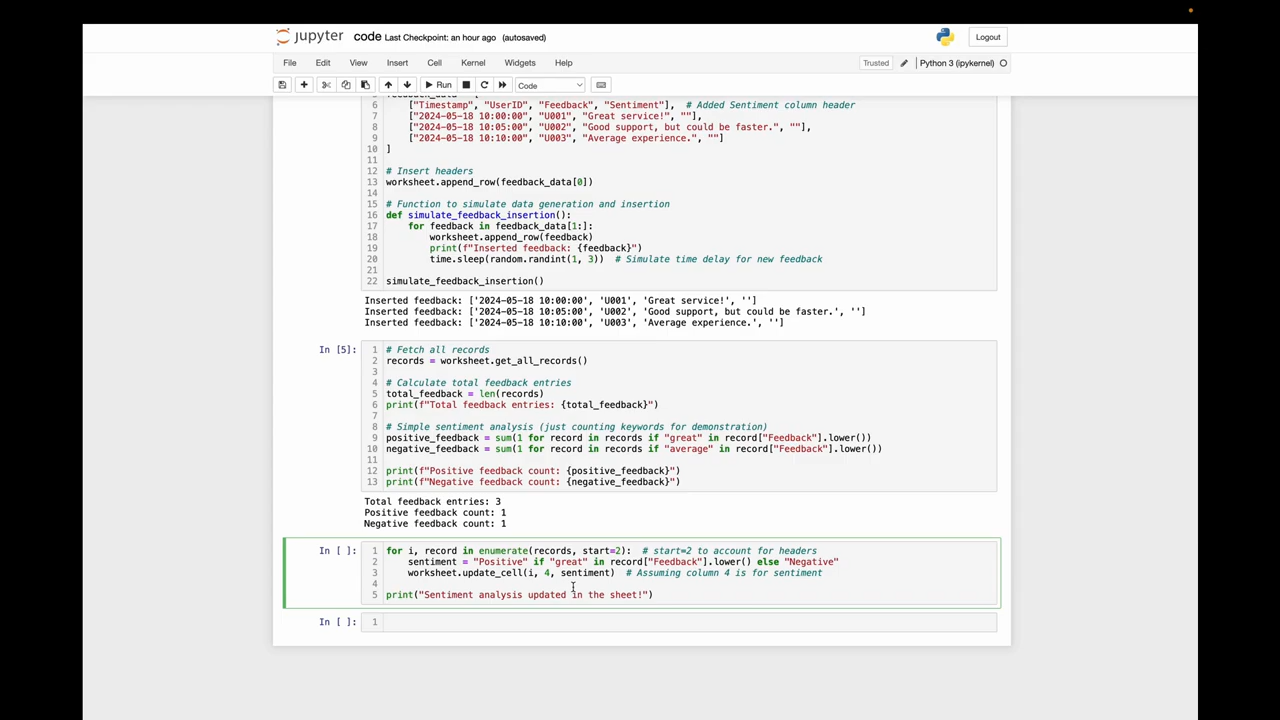 jupyter code Last Checkpoint: an hour ago (autosaved) Logout
File Edit View Insert Cell Kernel Widgets Help Trusted Python 3 (ipykernel)
Run Code
6 ["Timestamp", "UserID", "Feedback", "Sentiment"], # Added Sentiment column header
7 ["2024-05-18 10:00:00", "U001", "Great service!", ""],
8 ["2024-05-18 10:05:00", "U002", "Good support, but could be faster.", ""],
9 ["2024-05-18 10:10:00", "U003", "Average experience.", ""]
10 ]
11
12 # Insert headers
13 worksheet.append_row(feedback_data[0])
14
15 # Function to simulate data generation and insertion
16 def simulate_feedback_insertion():
17 for feedback in feedback_data[1:]:
18 worksheet.append_row(feedback)
19 print(f"Inserted feedback: {feedback}")
20 time.sleep(random.randint(1, 3)) # Simulate time delay for new feedback
21
22 simulate_feedback_insertion()
Inserted feedback: ['2024-05-18 10:00:00', 'U001', 'Great service!', '']
Inserted feedback: ['2024-05-18 10:05:00', 'U002', 'Good support, but could be faster.', '']
Inserted feedback: ['2024-05-18 10:10:00', 'U003', 'Average experience.', '']
In [5]: 1 # Fetch all records
2 records = worksheet.get_all_records()
3
4 # Calculate total feedback entries
5 total_feedback = len(records)
6 print(f"Total feedback entries: {total_feedback}")
7
8 # Simple sentiment analysis (just counting keywords for demonstration)
9 positive_feedback = sum(1 for record in records if "great" in record["Feedback"].lower())
10 negative_feedback = sum(1 for record in records if "average" in record["Feedback"].lower())
11
12 print(f"Positive feedback count: {positive_feedback}")
13 print(f"Negative feedback count: {negative_feedback}")
Total feedback entries: 3
Positive feedback count: 1
Negative feedback count: 1
In [ ]: 1 for i, record in enumerate(records, start=2): # start=2 to account for headers
2 sentiment = "Positive" if "great" in record["Feedback"].lower() else "Negative"
3 worksheet.update_cell(i, 4, sentiment) # Assuming column 4 is for sentiment
4
5 print("Sentiment analysis updated in the sheet!")
In [ ]: 1